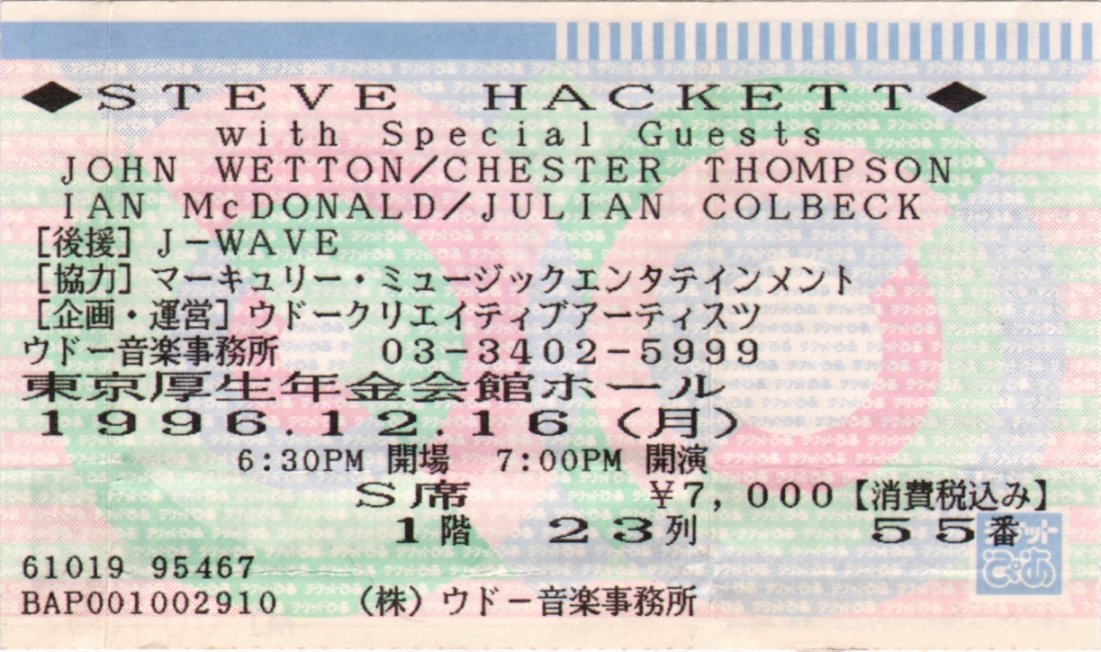 ◆STEVE HACKETT◆
with Special Guests
JOHN WETTON/CHESTER THOMPSON
IAN McDONALD/JULIAN COLBECK
[後援] J-WAVE
[協力] マーキュリー・ミュージックエンタテインメント
[企画・運営] ウドークリエイティブアーティスツ
ウドー音楽事務所 03-3402-5999
東京厚生年金会館ホール
1996.12.16(月)
6:30PM 開場 7:00PM 開演
S席 ¥7,000【消費税込み】
1階 23列 55番
チケット
ぴあ
61019 95467
BAP001002910 (株)ウドー音楽事務所